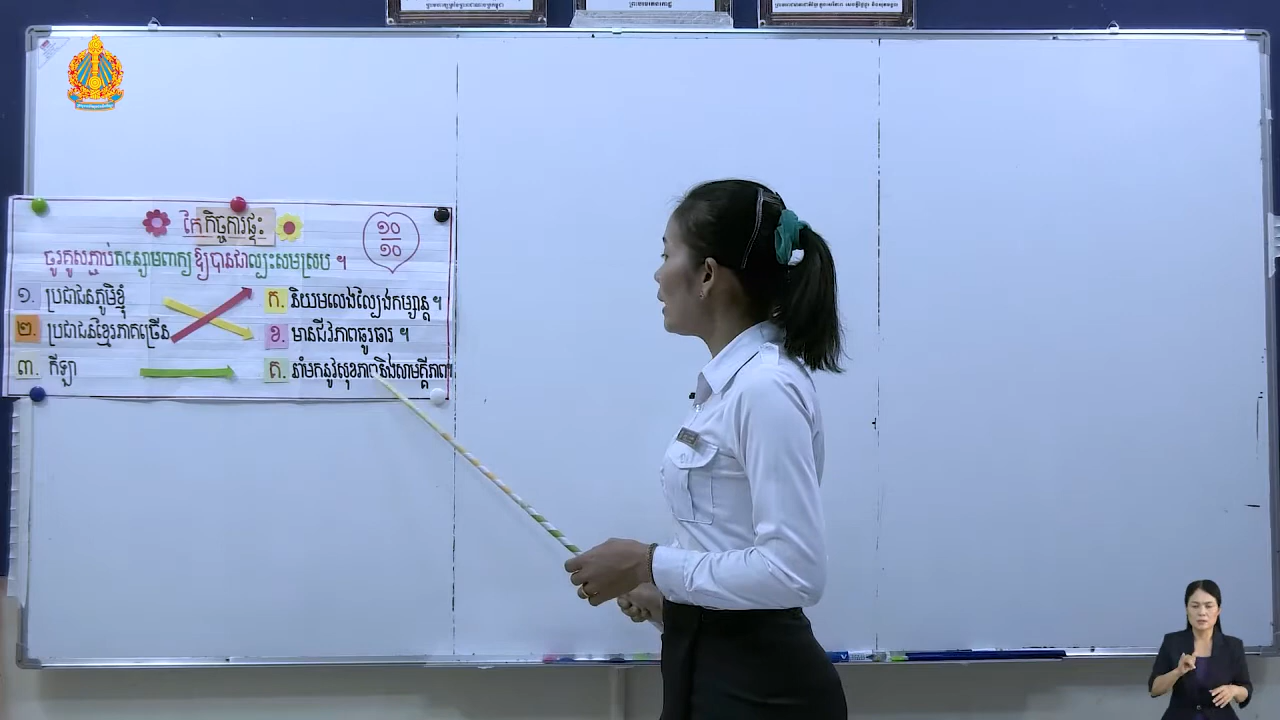 កែកិច្ចការផ្ទះ
១០
១០
ចូរគូសភ្ជាប់កន្សោមពាក្យឱ្យបានជាល្បះសមស្រប ។
១. ប្រជាជនភូមិខ្ញុំ
ក. និយមលេងល្បែងកម្សាន្ត ។
២. ប្រជាជនខ្មែរភាគច្រើន
ខ. មានជីវភាពធូរធារ ។
៣. កីឡា
គ. នាំមកនូវសុខភាពនិងសាមគ្គីភាព។